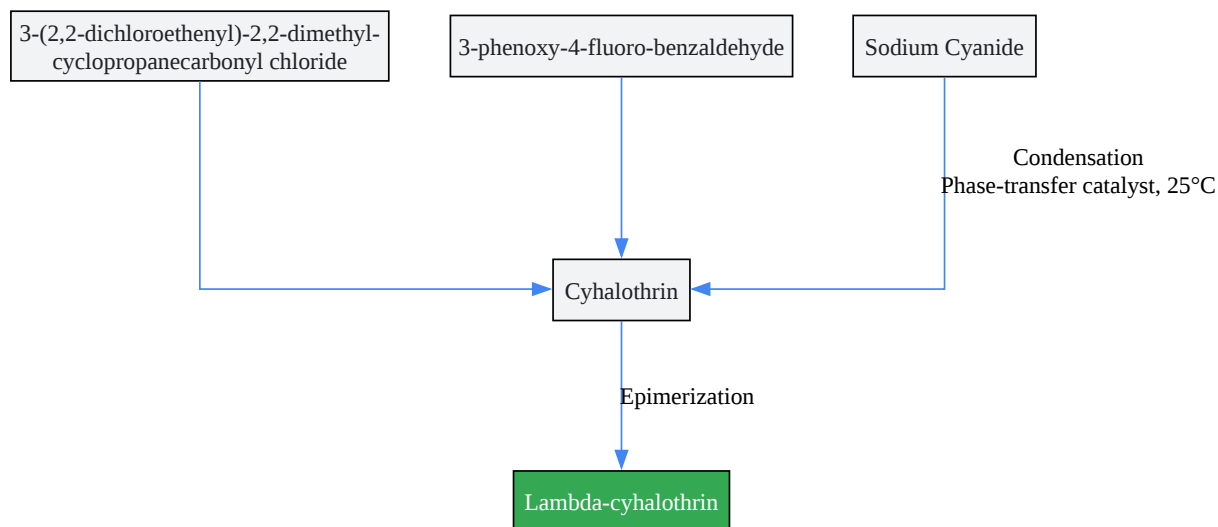 3-(2,2-dichloroethenyl)-2,2-dimethyl-
cyclopropanecarbonyl chloride
3-phenoxy-4-fluoro-benzaldehyde
Sodium Cyanide
Condensation
Phase-transfer catalyst, 25°C
Cyhalothrin
Epimerization
Lambda-cyhalothrin